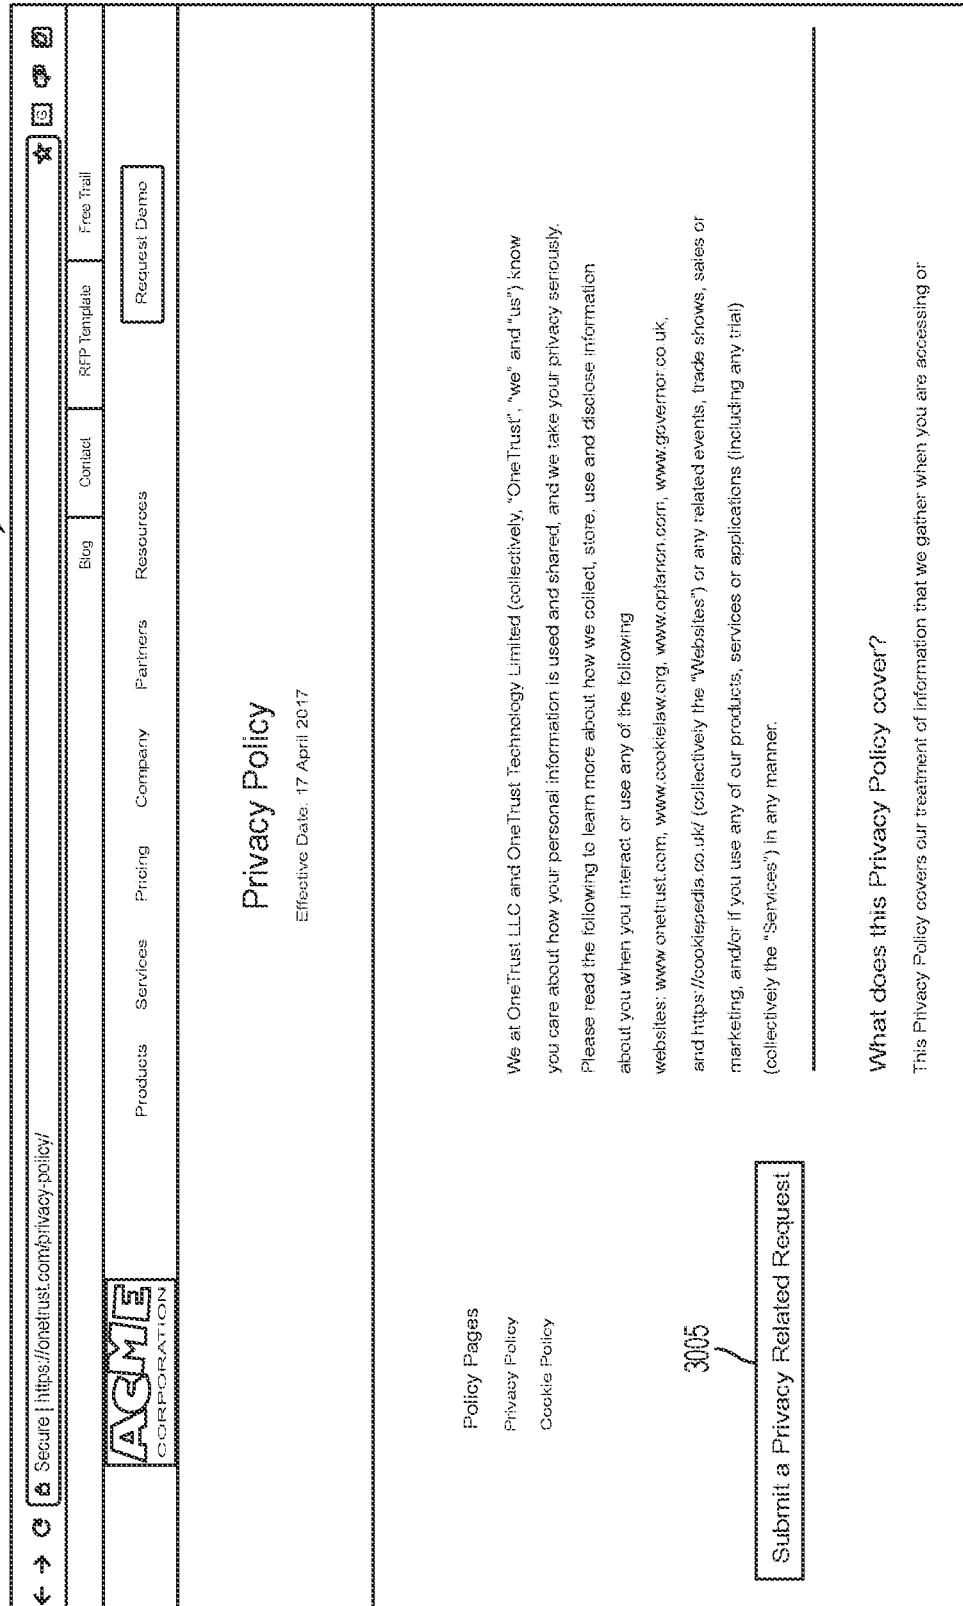 Secure | https://onetrust.com/privacy-policy/
Blog
Contact
RFP Template
Free Trail
ACME
CORPORATION
Products
Services
Pricing
Company
Partners
Resources
Request Demo
Privacy Policy
Effective Date: 17 April 2017
Policy Pages
Privacy Policy
Cookie Policy
3005
Submit a Privacy Related Request
We at OneTrust LLC and OneTrust Technology Limited (collectively, "OneTrust", "we" and "us") know
you care about how your personal information is used and shared, and we take your privacy seriously.
Please read the following to learn more about how we collect, store, use and disclose information
about you when you interact or use any of the following
websites: www.onetrust.com, www.cookielaw.org, www.optanon.com, www.governor.co.uk,
and https://cookiepedia.co.uk/ (collectively the "Websites") or any related events, trade shows, sales or
marketing, and/or if you use any of our products, services or applications (including any trial)
(collectively the "Services") in any manner.
What does this Privacy Policy cover?
This Privacy Policy covers our treatment of information that we gather when you are accessing or